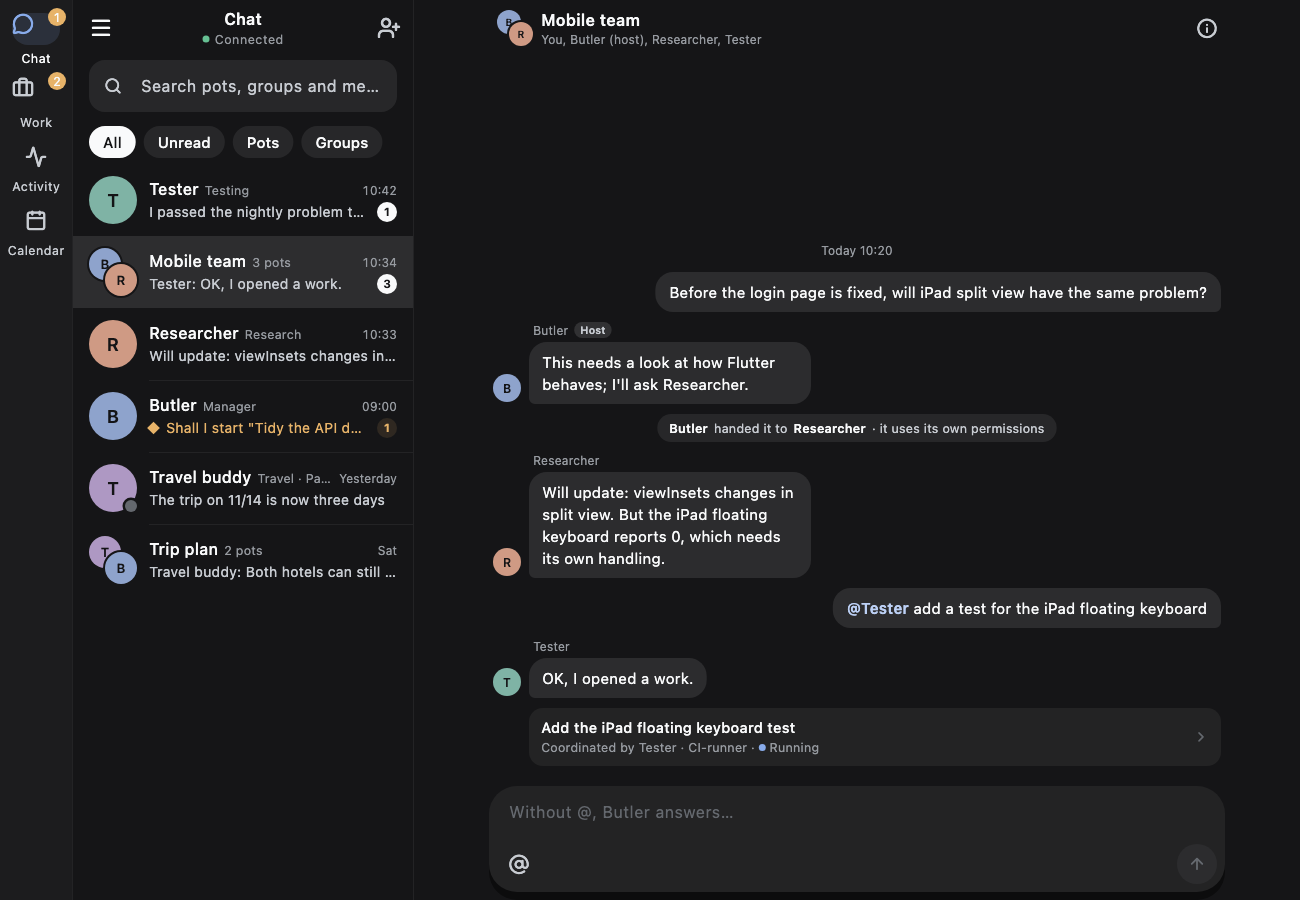 1
Chat
2
Work
Activity
Calendar
Chat
Connected
Search pots, groups and me...
All
Unread
Pots
Groups
T
Tester Testing 10:42
I passed the nightly problem t... 1
B
R
Mobile team 3 pots 10:34
Tester: OK, I opened a work. 3
R
Researcher Research 10:33
Will update: viewInsets changes in...
B
Butler Manager 09:00
Shall I start "Tidy the API d... 1
T
Travel buddy Travel · Pa... Yesterday
The trip on 11/14 is now three days
T
B
Trip plan 2 pots Sat
Travel buddy: Both hotels can still ...
B
R
Mobile team
You, Butler (host), Researcher, Tester
Today 10:20
Before the login page is fixed, will iPad split view have the same problem?
Butler Host
This needs a look at how Flutter
behaves; I'll ask Researcher.
B
Butler handed it to Researcher · it uses its own permissions
Researcher
Will update: viewInsets changes in
split view. But the iPad floating
keyboard reports 0, which needs
its own handling.
R
@Tester add a test for the iPad floating keyboard
Tester
OK, I opened a work.
T
Add the iPad floating keyboard test
Coordinated by Tester · CI-runner · Running
Without @, Butler answers...
@